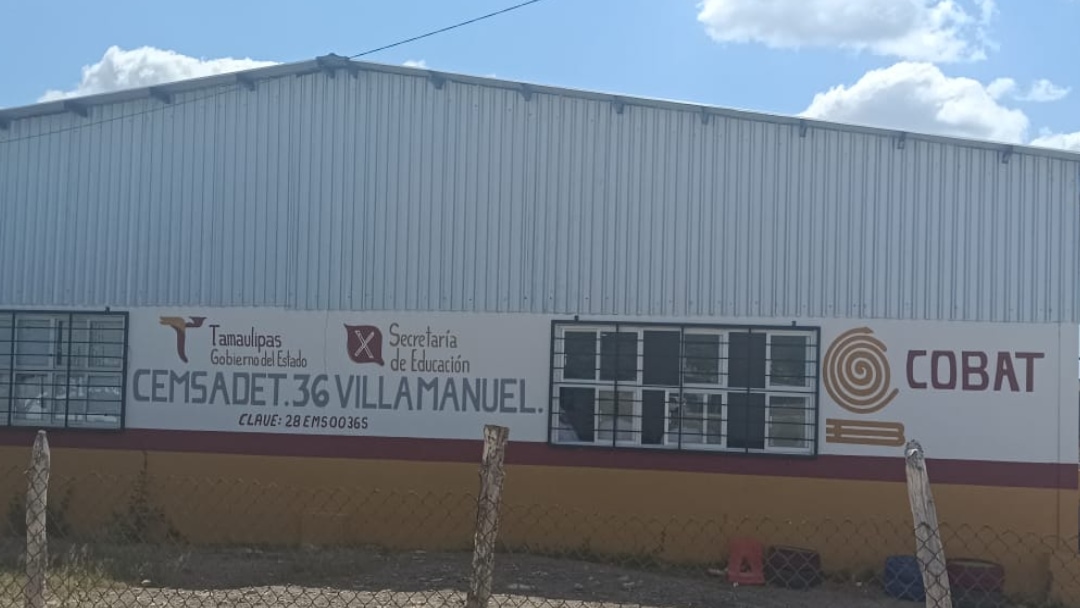 Tamaulipas
Gobierno del Estado
Secretaría
de Educación
CEMSADET.36 VILLAMANUEL.
CLAVE: 28EMS0036S
COBAT